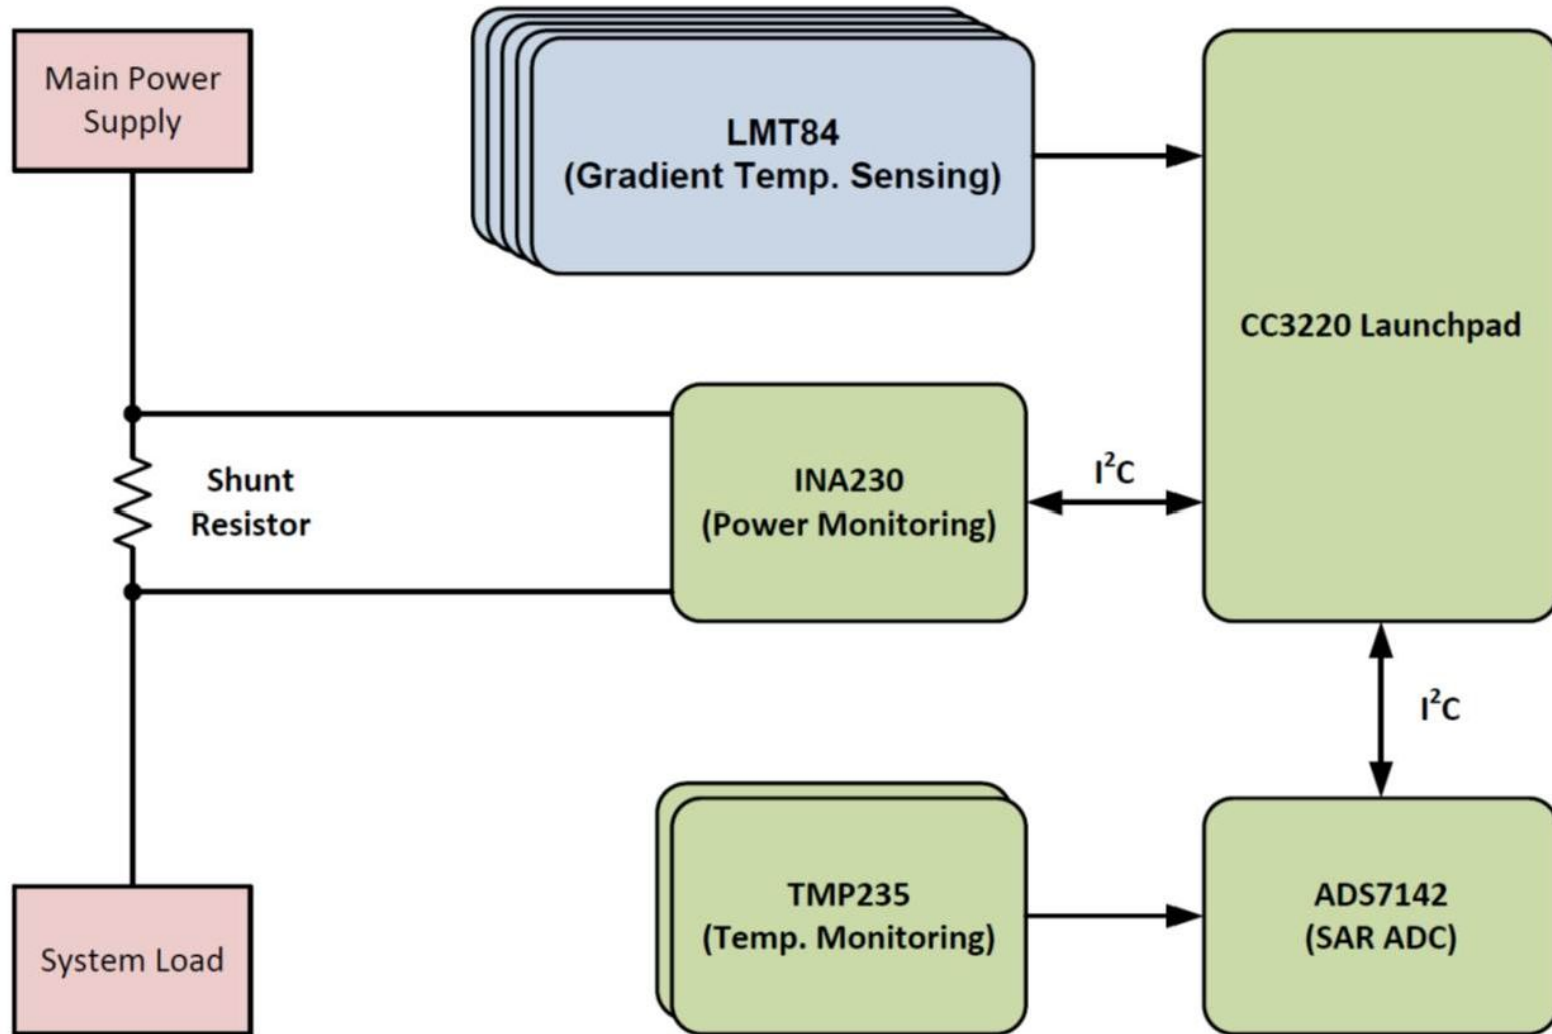 Main Power
Supply
LMT84
(Gradient Temp. Sensing)
CC3220 Launchpad
Shunt
Resistor
INA230
(Power Monitoring)
I²C
I²C
TMP235
(Temp. Monitoring)
ADS7142
(SAR ADC)
System Load